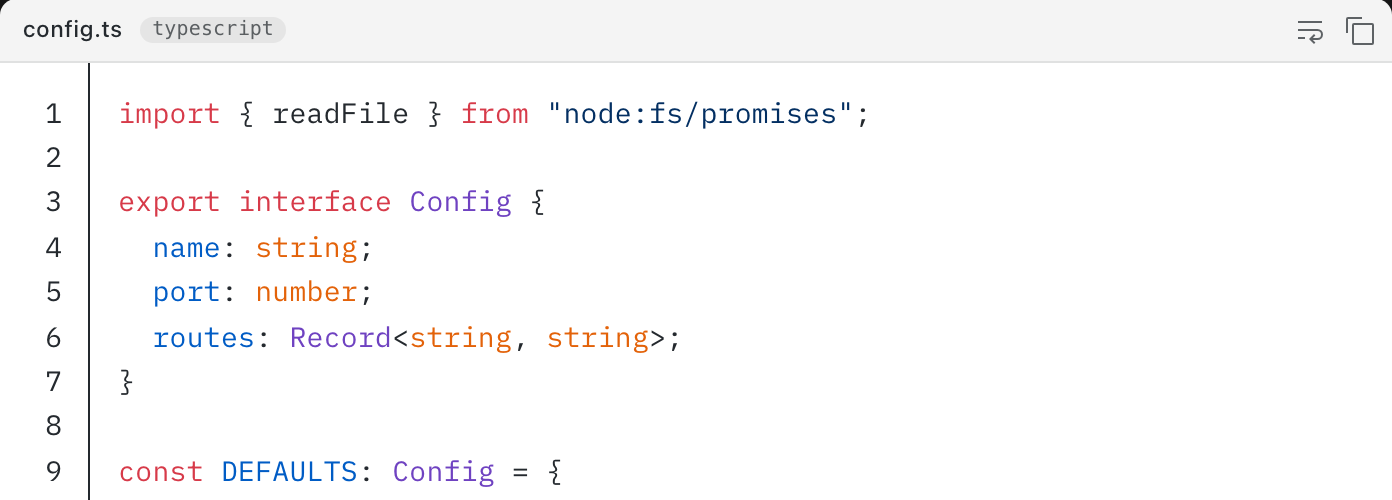 config.ts typescript
1 import { readFile } from "node:fs/promises";
2
3 export interface Config {
4   name: string;
5   port: number;
6   routes: Record<string, string>;
7 }
8
9 const DEFAULTS: Config = {